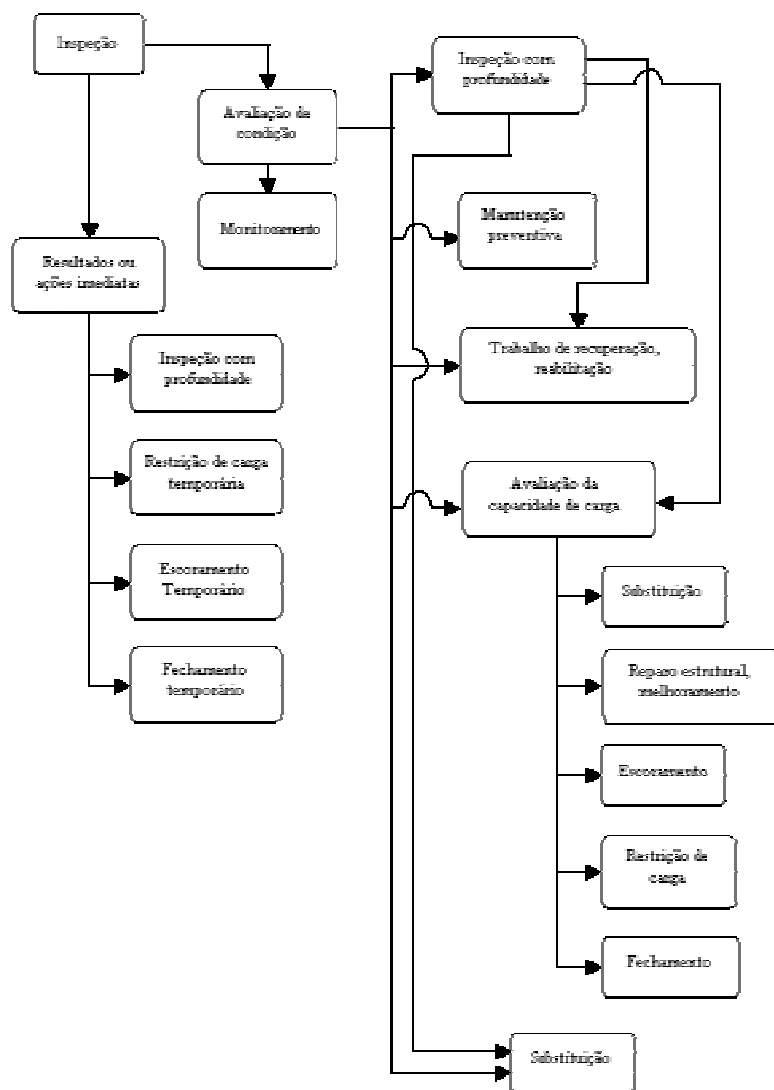 Inspeção
Avaliação de
condição
Monitoramento
Resultados ou
ações imediatas
Inspeção com
profundidade
Restrição de carga
temporária
Escoramento
Temporário
Fechamento
temporário
Inspeção com
profundidade
Manutenção
preventiva
Trabalho de recuperação,
reabilitação
Avaliação da
capacidade de carga
Substituição
Reparo estrutural,
melhoramento
Escoramento
Restrição de
carga
Fechamento
Substituição